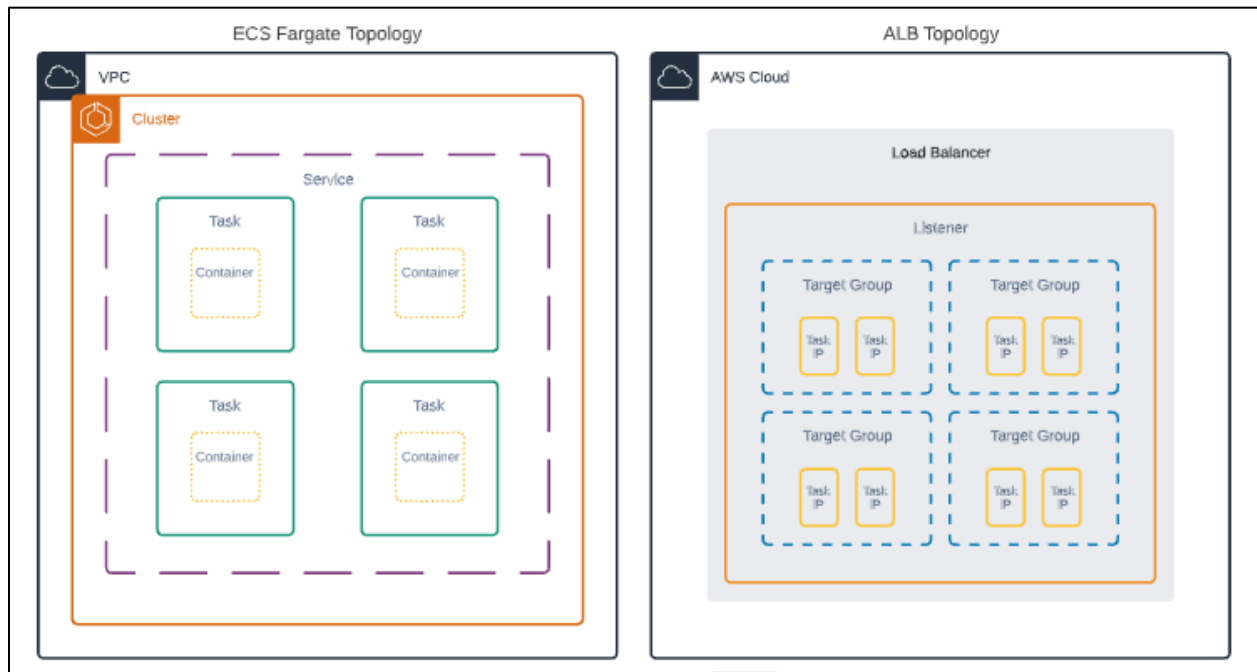 ECS Fargate Topology
VPC
Cluster
Service
Task
Container
Task
Container
Task
Container
Task
Container
ALB Topology
AWS Cloud
Load Balancer
Listener
Target Group
Task
IP
Task
IP
Target Group
Task
IP
Task
IP
Target Group
Task
IP
Task
IP
Target Group
Task
IP
Task
IP